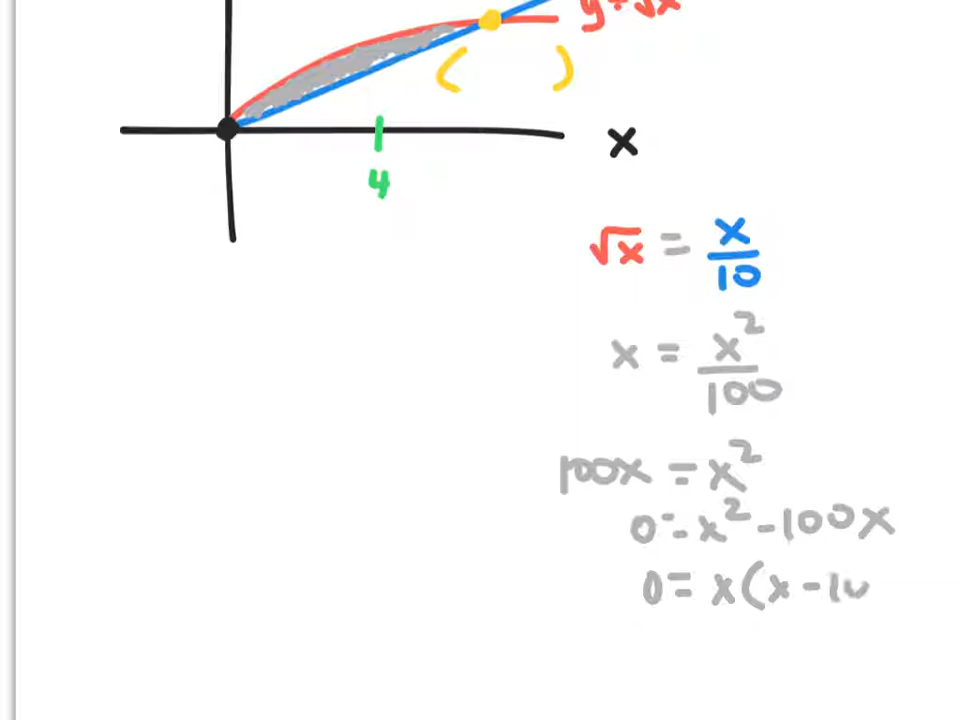 y = √x
( )
x
4
√x = x/10
x = x²/100
100x = x²
0 = x² - 100x
0 = x(x - 10